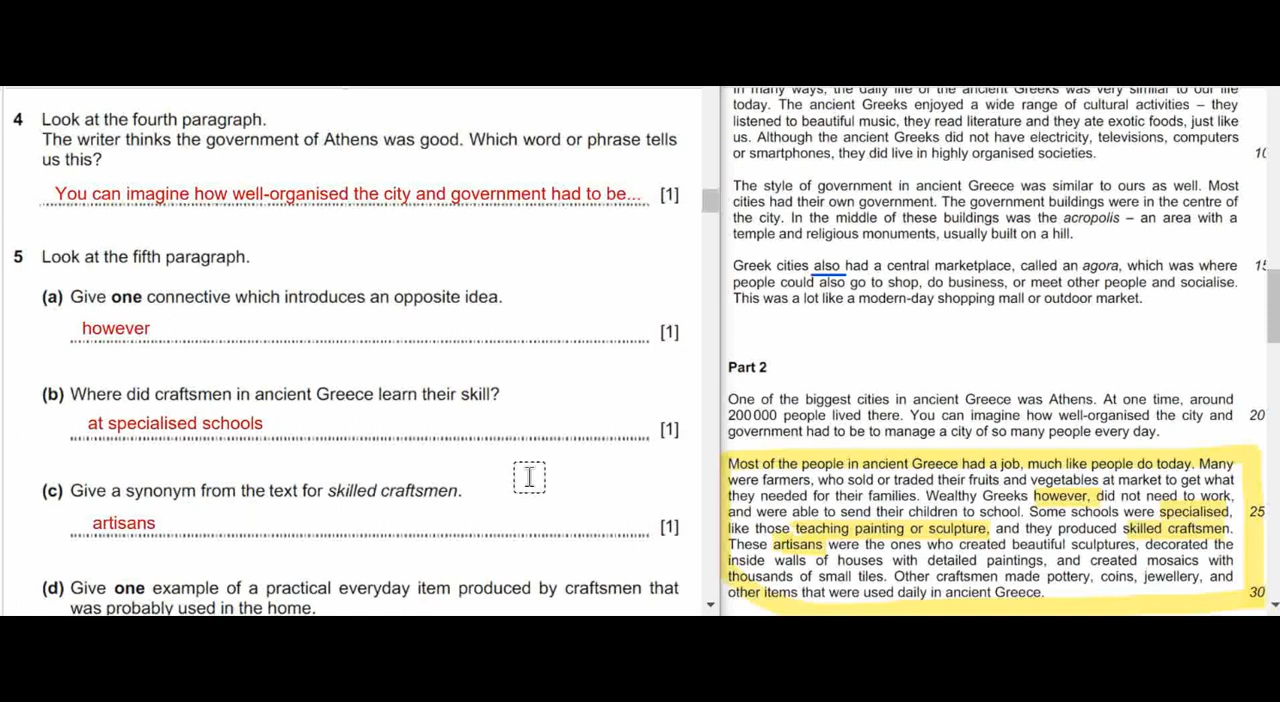 4 Look at the fourth paragraph.
The writer thinks the government of Athens was good. Which word or phrase tells
us this?
You can imagine how well-organised the city and government had to be... [1]
5 Look at the fifth paragraph.
(a) Give one connective which introduces an opposite idea.
however [1]
(b) Where did craftsmen in ancient Greece learn their skill?
at specialised schools [1]
(c) Give a synonym from the text for skilled craftsmen.
artisans [1]
(d) Give one example of a practical everyday item produced by craftsmen that
was probably used in the home.
In many ways, the daily life of the ancient Greeks was very similar to our life
today. The ancient Greeks enjoyed a wide range of cultural activities – they
listened to beautiful music, they read literature and they ate exotic foods, just like
us. Although the ancient Greeks did not have electricity, televisions, computers
or smartphones, they did live in highly organised societies. 10
The style of government in ancient Greece was similar to ours as well. Most
cities had their own government. The government buildings were in the centre of
the city. In the middle of these buildings was the acropolis – an area with a
temple and religious monuments, usually built on a hill.
Greek cities also had a central marketplace, called an agora, which was where 15
people could also go to shop, do business, or meet other people and socialise.
This was a lot like a modern-day shopping mall or outdoor market.
Part 2
One of the biggest cities in ancient Greece was Athens. At one time, around
200 000 people lived there. You can imagine how well-organised the city and 20
government had to be to manage a city of so many people every day.
Most of the people in ancient Greece had a job, much like people do today. Many
were farmers, who sold or traded their fruits and vegetables at market to get what
they needed for their families. Wealthy Greeks however, did not need to work,
and were able to send their children to school. Some schools were specialised, 25
like those teaching painting or sculpture, and they produced skilled craftsmen.
These artisans were the ones who created beautiful sculptures, decorated the
inside walls of houses with detailed paintings, and created mosaics with
thousands of small tiles. Other craftsmen made pottery, coins, jewellery, and
other items that were used daily in ancient Greece. 30